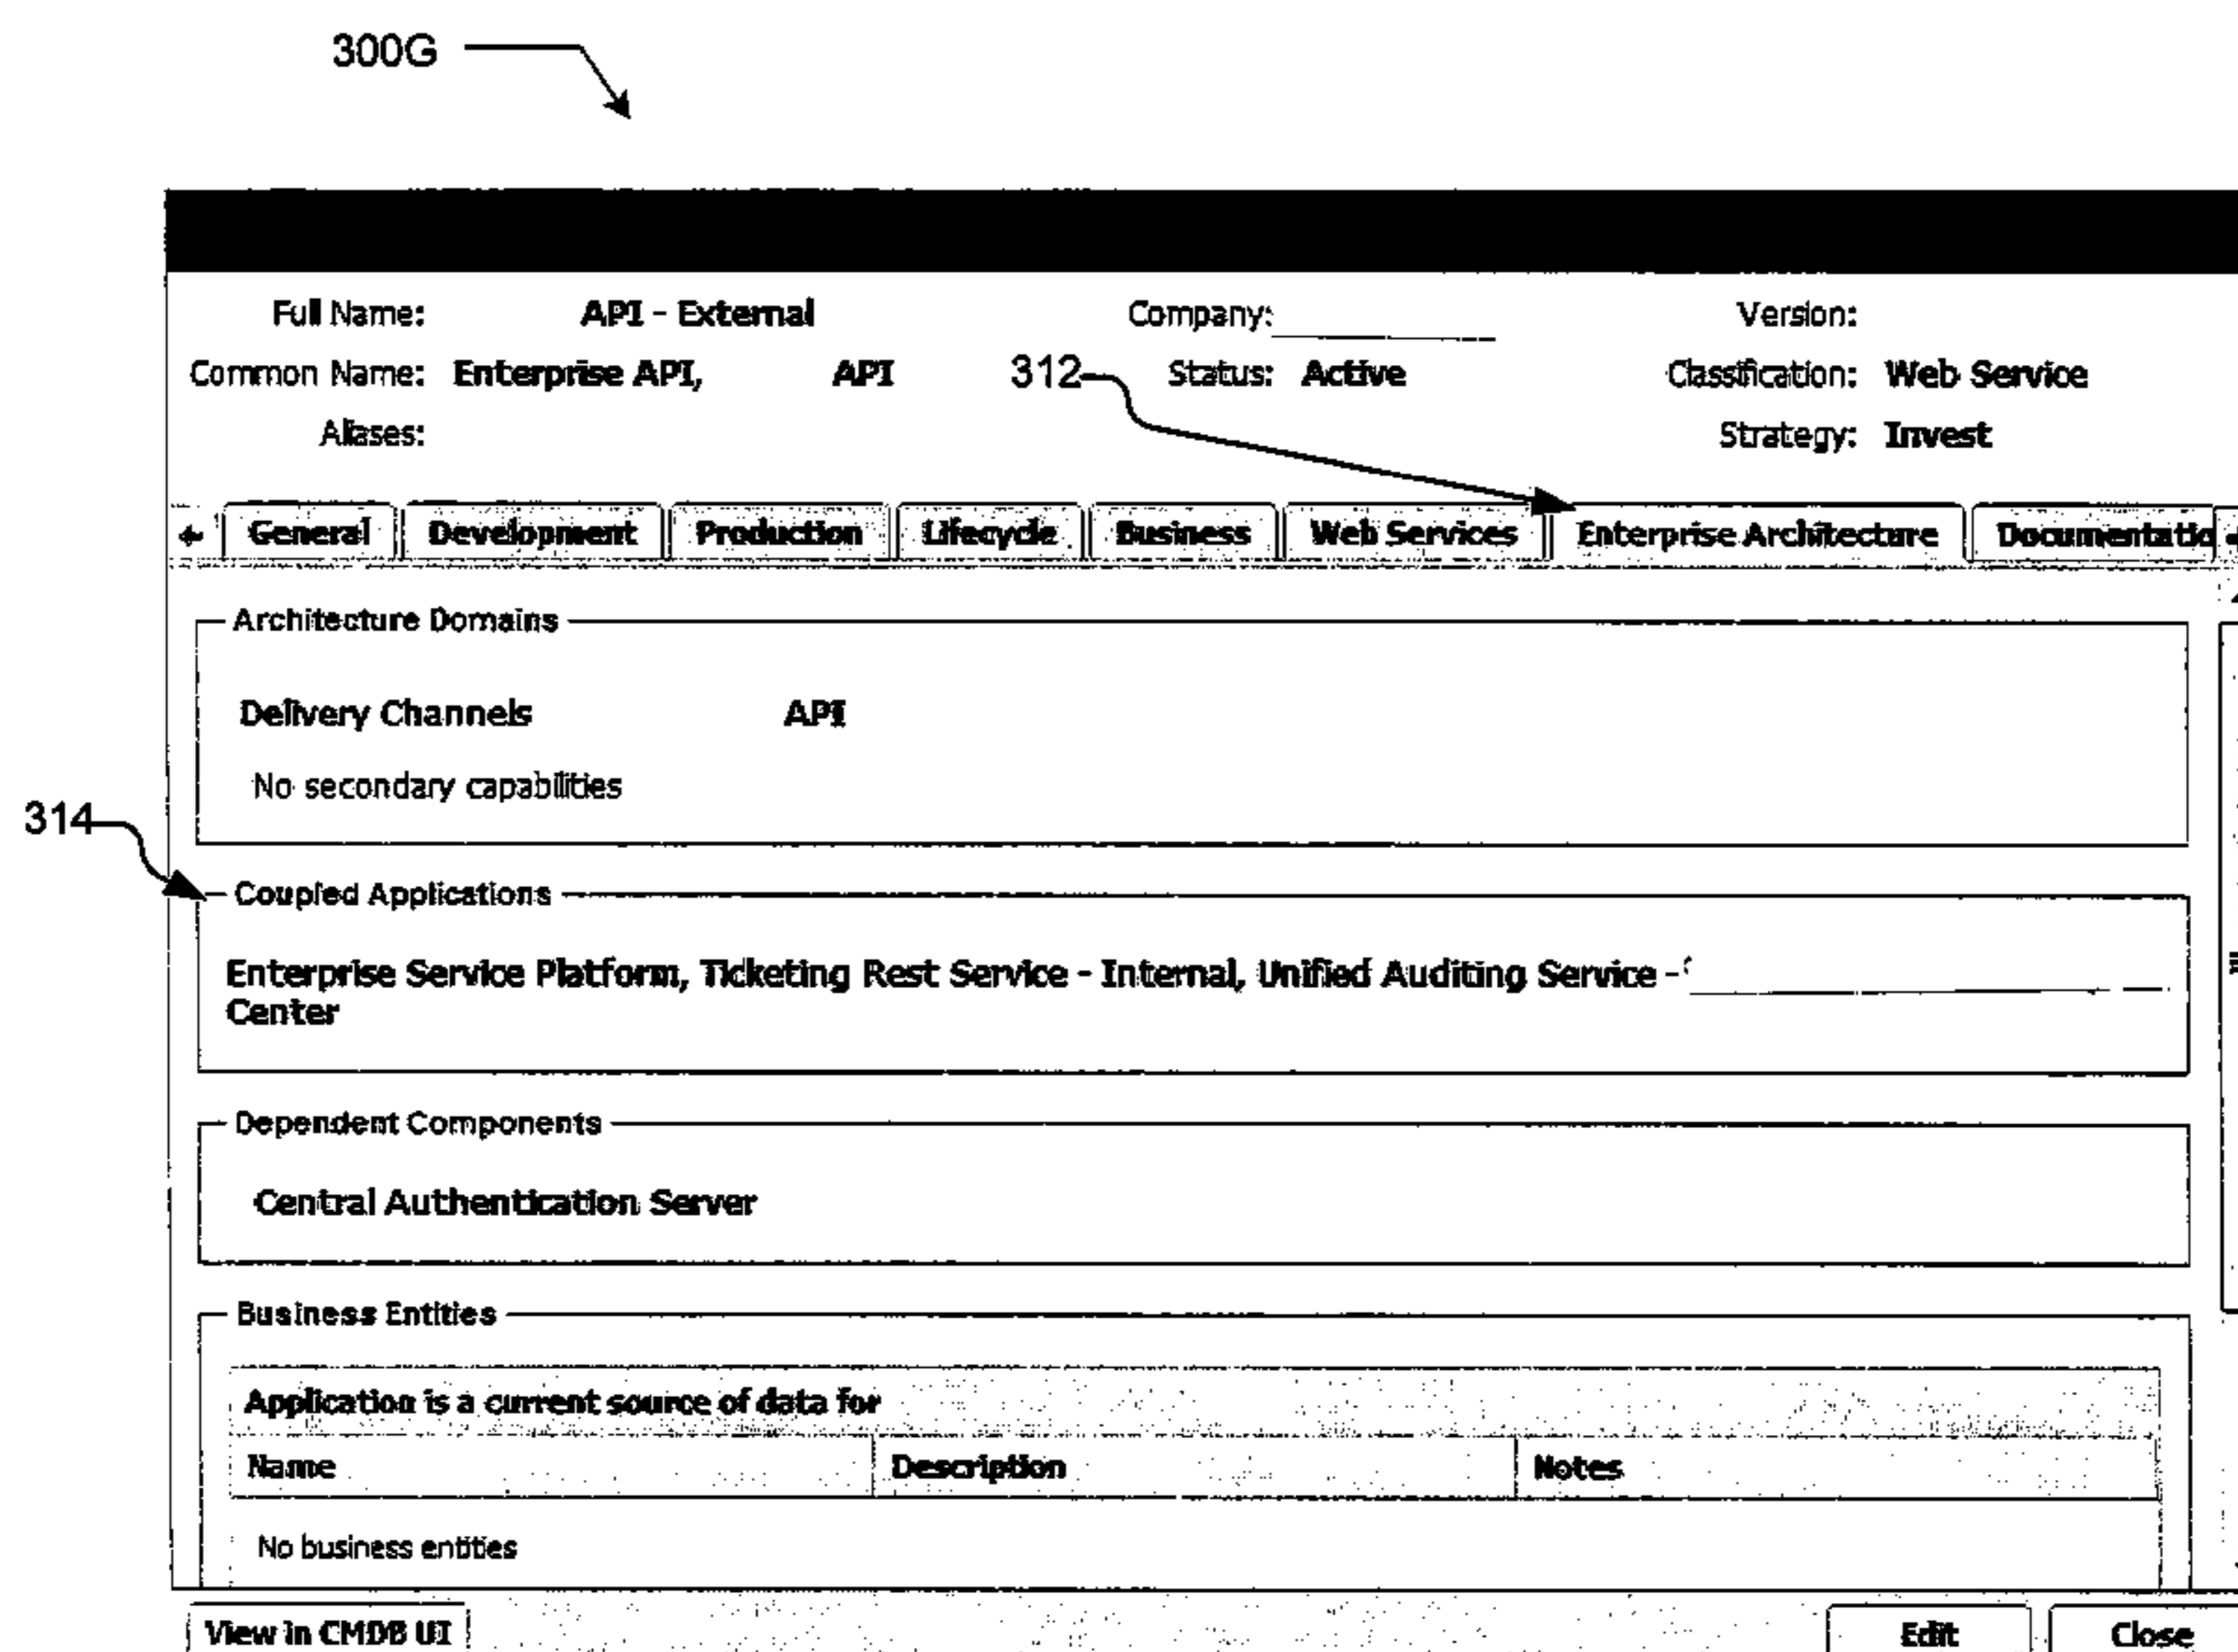 300G
Full Name: API - External Company: Version:
Common Name: Enterprise API, API 312 Status: Active Classification: Web Service
Aliases: Strategy: Invest
General Development Production Lifecycle Business Web Services Enterprise Architecture Documentatio
Architecture Domains
Delivery Channels API
No secondary capabilities
314
Coupled Applications
Enterprise Service Platform, Ticketing Rest Service - Internal, Unified Auditing Service -
Center
Dependent Components
Central Authentication Server
Business Entities
Application is a current source of data for
Name Description Notes
No business entities
View in CMDB UI Edit Close